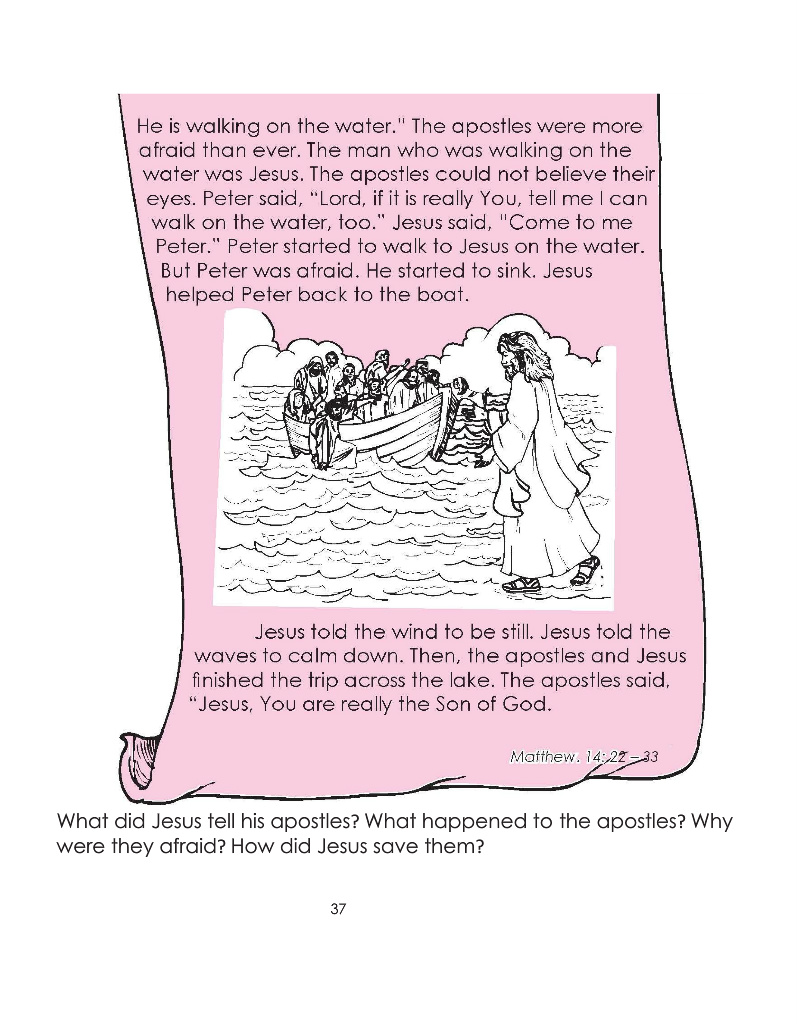 He is walking on the water." The apostles were more
afraid than ever. The man who was walking on the
water was Jesus. The apostles could not believe their
eyes. Peter said, “Lord, if it is really You, tell me I can
walk on the water, too.” Jesus said, "Come to me
Peter.” Peter started to walk to Jesus on the water.
But Peter was afraid. He started to sink. Jesus
helped Peter back to the boat.
Jesus told the wind to be still. Jesus told the
waves to calm down. Then, the apostles and Jesus
finished the trip across the lake. The apostles said,
“Jesus, You are really the Son of God.
Matthew. 14: 22 – 33
What did Jesus tell his apostles? What happened to the apostles? Why
were they afraid? How did Jesus save them?
37